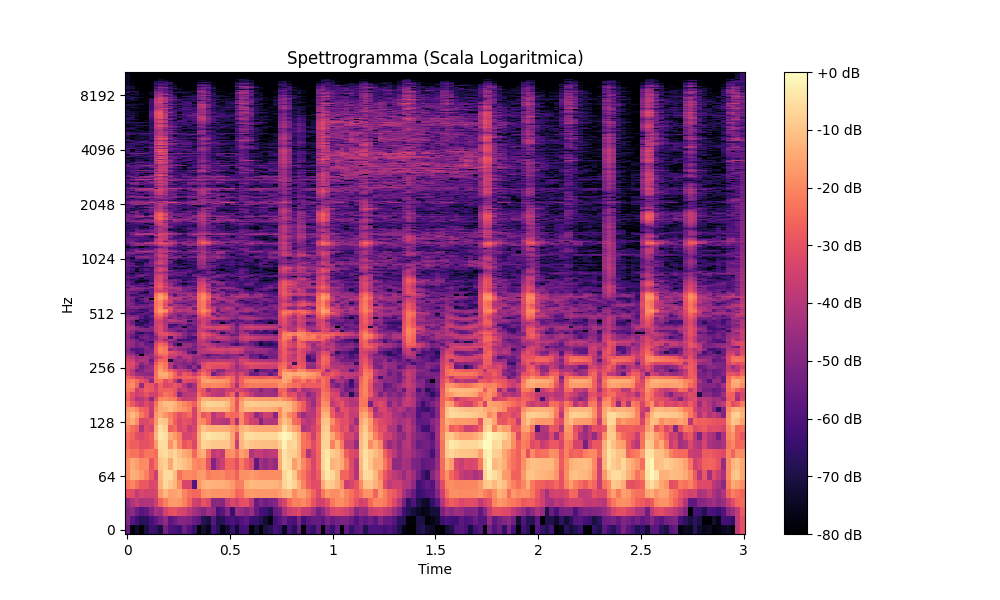 Spettrogramma (Scala Logaritmica)
Hz
8192
4096
2048
1024
512
256
128
64
0
0 0.5 1 1.5 2 2.5 3
Time
+0 dB
-10 dB
-20 dB
-30 dB
-40 dB
-50 dB
-60 dB
-70 dB
-80 dB